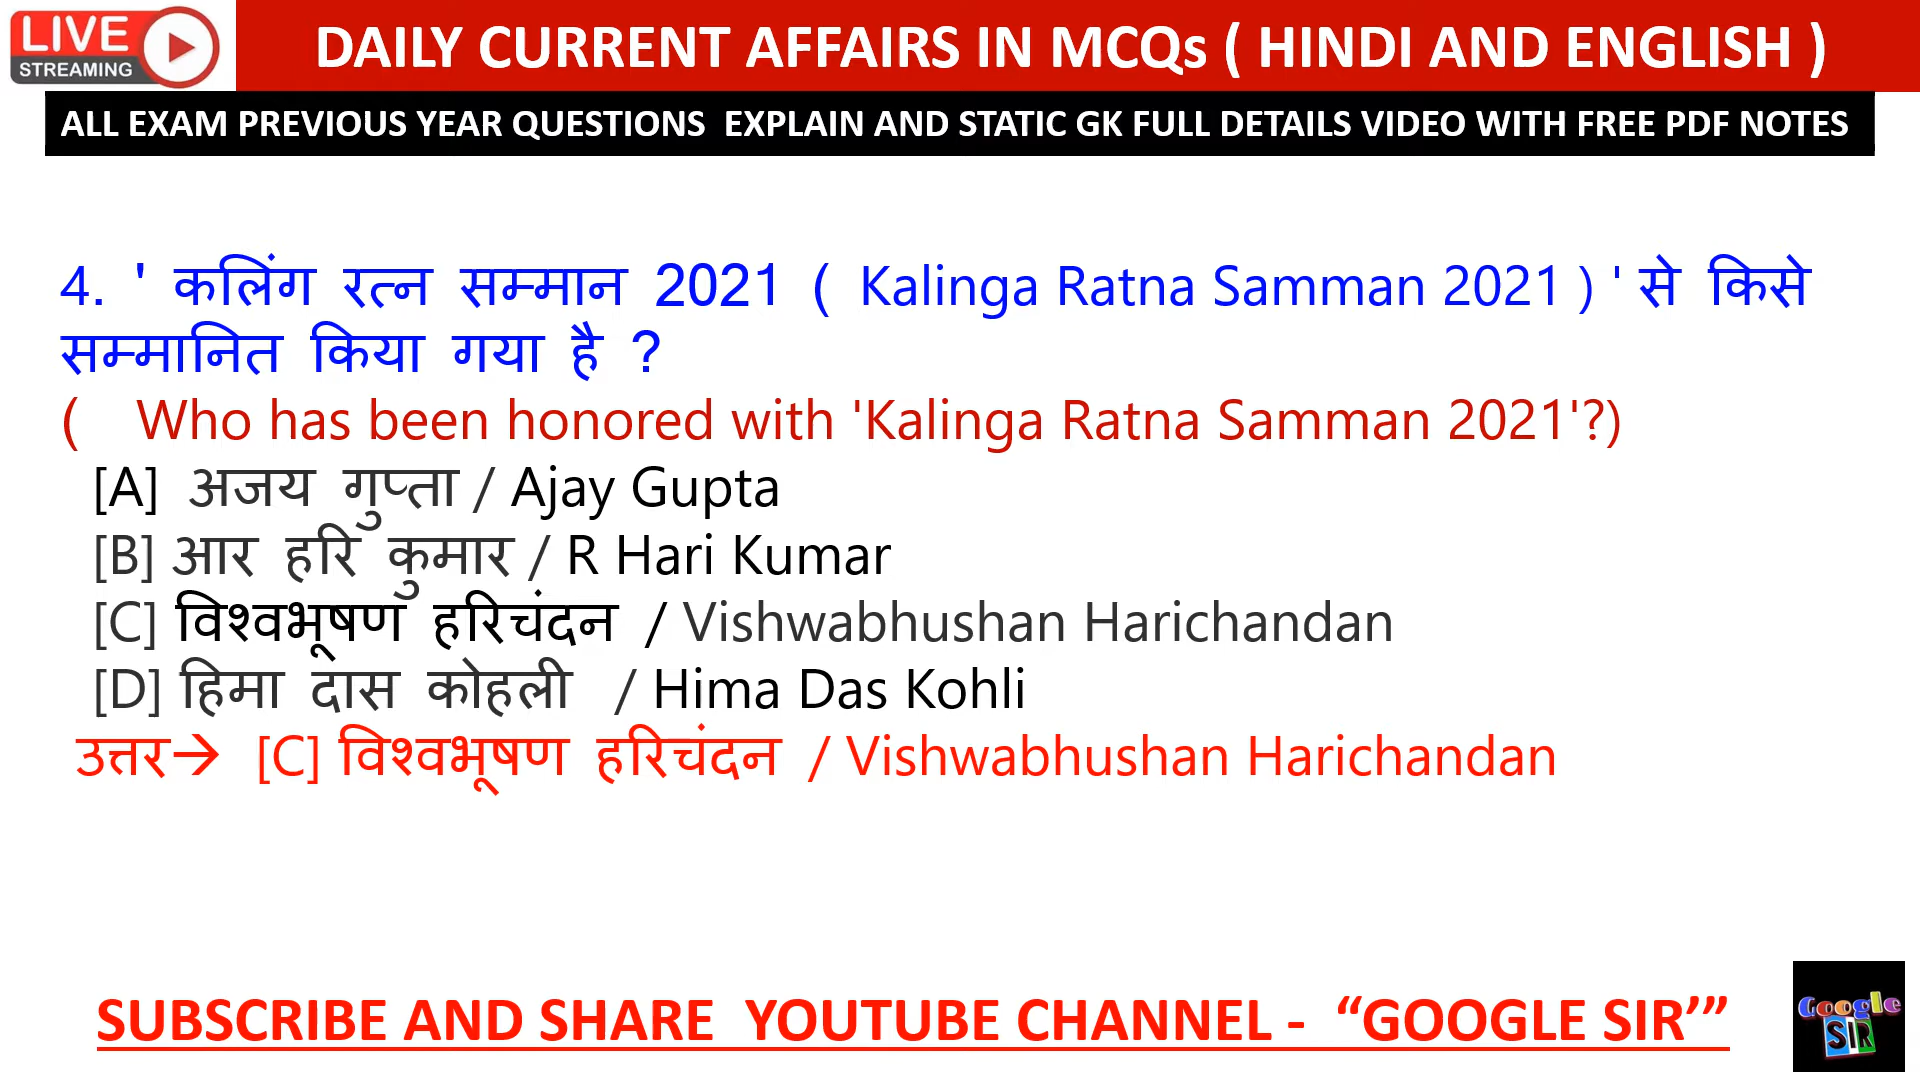 LIVE
STREAMING
DAILY CURRENT AFFAIRS IN MCQs ( HINDI AND ENGLISH )
ALL EXAM PREVIOUS YEAR QUESTIONS EXPLAIN AND STATIC GK FULL DETAILS VIDEO WITH FREE PDF NOTES
4. ' कलिंग रत्न सम्मान 2021 ( Kalinga Ratna Samman 2021 ) ' से किसे
सम्मानित किया गया है ?
( Who has been honored with 'Kalinga Ratna Samman 2021'?)
[A] अजय गुप्ता / Ajay Gupta
[B] आर हरि कुमार / R Hari Kumar
[C] विश्वभूषण हरिचंदन / Vishwabhushan Harichandan
[D] हिमा दास कोहली / Hima Das Kohli
उत्तर→ [C] विश्वभूषण हरिचंदन / Vishwabhushan Harichandan
SUBSCRIBE AND SHARE YOUTUBE CHANNEL - “GOOGLE SIR’”
Google
SIR